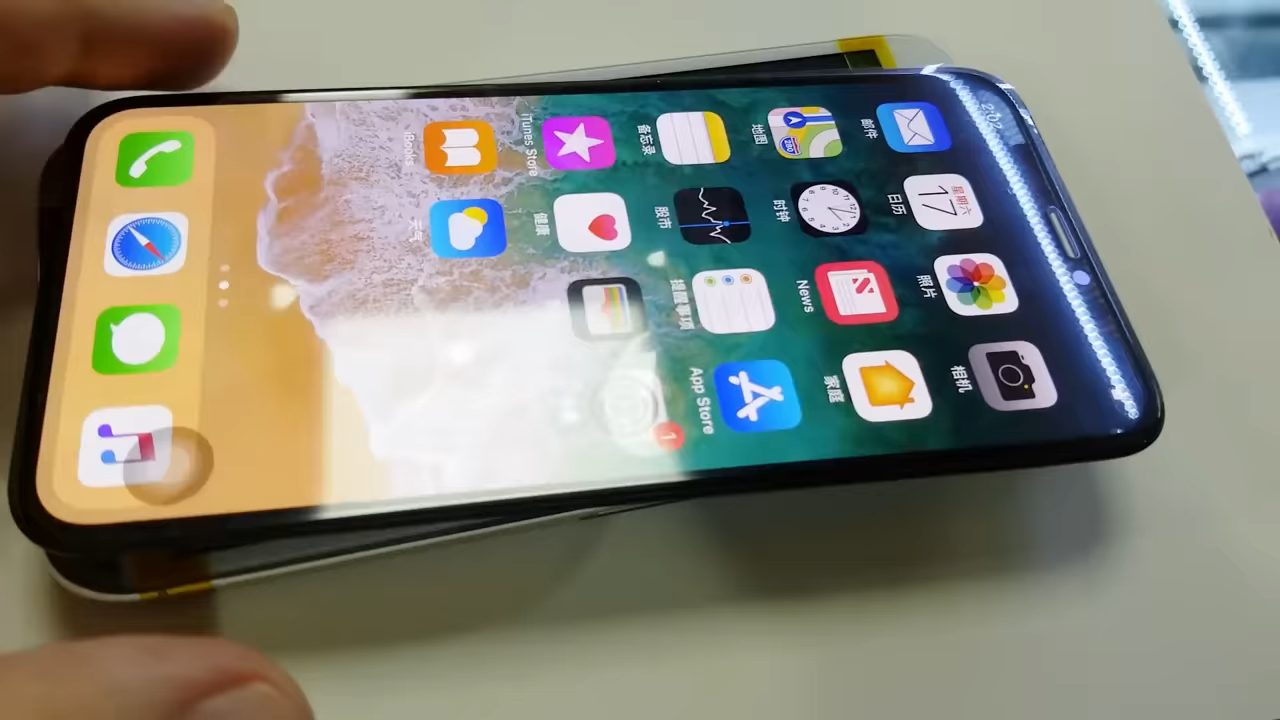 2:02
邮件
星期六
17
日历
照片
相机
地图
280
时钟
News
家庭
备忘录
股市
提醒事项
App Store
iTunes Store
健康
1
iBooks
天气